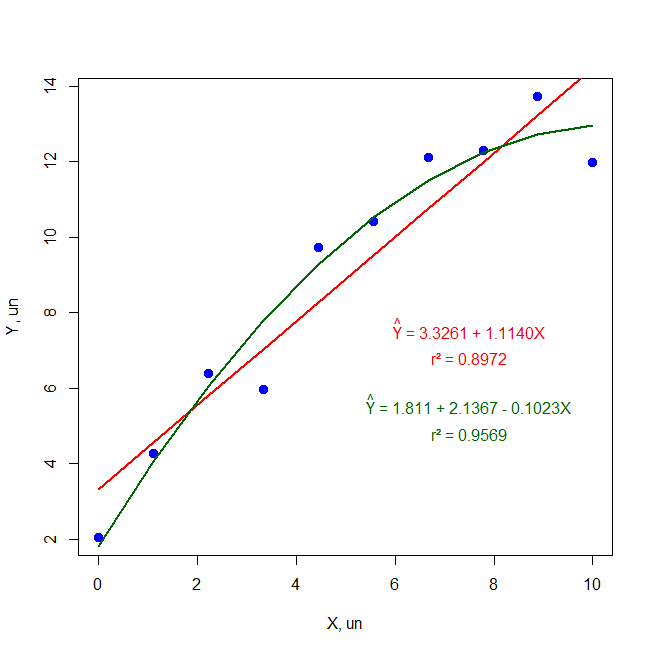 14
12
10
8
6
4
2
Y, un
Ŷ = 3.3261 + 1.1140X
r² = 0.8972
Ŷ = 1.811 + 2.1367 - 0.1023X
r² = 0.9569
0 2 4 6 8 10
X, un